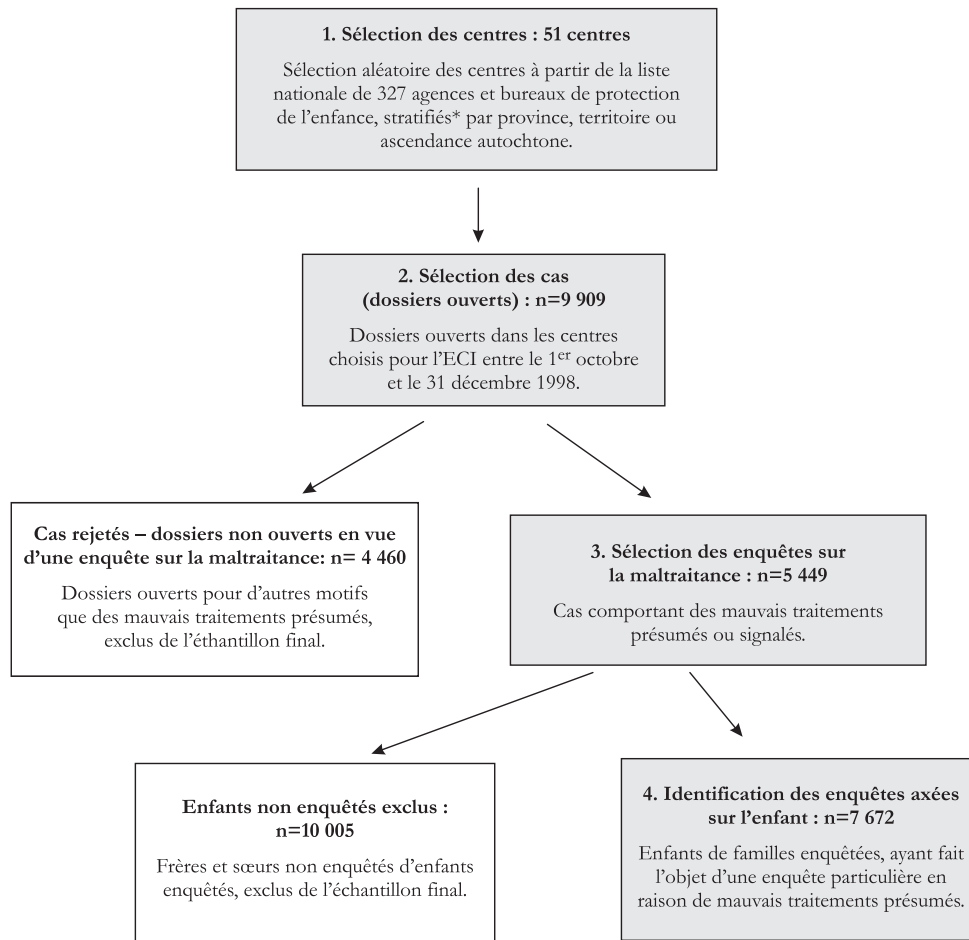 1. Sélection des centres : 51 centres
Sélection aléatoire des centres à partir de la liste
nationale de 327 agences et bureaux de protection
de l'enfance, stratifiés* par province, territoire ou
ascendance autochtone.
2. Sélection des cas
(dossiers ouverts) : n=9 909
Dossiers ouverts dans les centres
choisis pour l'ECI entre le 1er octobre
et le 31 décembre 1998.
Cas rejetés – dossiers non ouverts en vue
d'une enquête sur la maltraitance: n= 4 460
Dossiers ouverts pour d'autres motifs
que des mauvais traitements présumés,
exclus de l'éthantillon final.
3. Sélection des enquêtes sur
la maltraitance : n=5 449
Cas comportant des mauvais traitements
présumés ou signalés.
Enfants non enquêtés exclus :
n=10 005
Frères et sœurs non enquêtés d'enfants
enquêtés, exclus de l'échantillon final.
4. Identification des enquêtes axées
sur l'enfant : n=7 672
Enfants de familles enquêtées, ayant fait
l'objet d'une enquête particulière en
raison de mauvais traitements présumés.